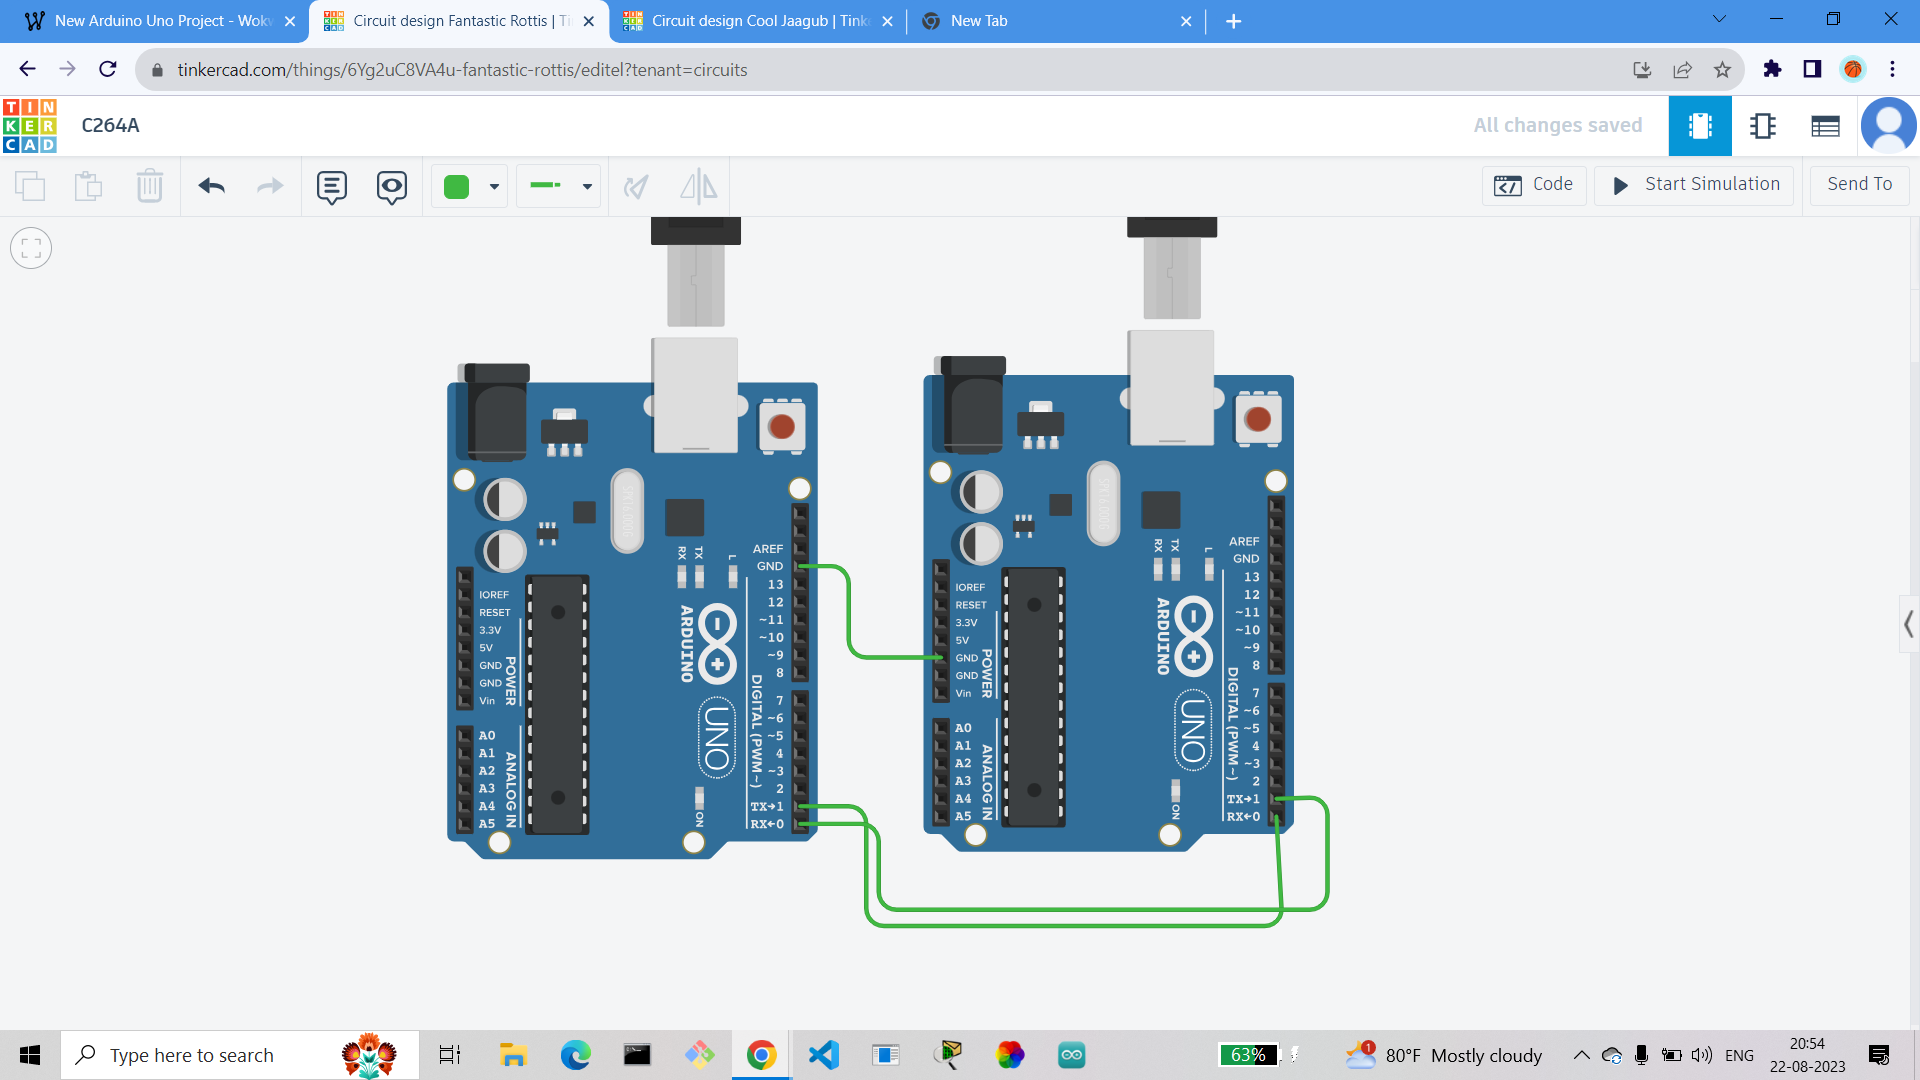 New Arduino Uno Project - Wokw
Circuit design Fantastic Rottis | Ti
Circuit design Cool Jaagub | Tinke
New Tab
tinkercad.com/things/6Yg2uC8VA4u-fantastic-rottis/editel?tenant=circuits
TIN
KER
CAD
C264A
All changes saved
Code
Start Simulation
Send To
AREF
GND
13
12
~11
~10
~9
8
7
~6
~5
4
~3
2
TX→1
RX←0
IOREF
RESET
3.3V
5V
GND
GND
Vin
A0
A1
A2
A3
A4
A5
POWER
ANALOG IN
RX
TX
L
ARDUINO
UNO
DIGITAL (PWM~)
ON
AREF
GND
13
12
~11
~10
~9
8
7
~6
~5
4
~3
2
TX→1
RX←0
IOREF
RESET
3.3V
5V
GND
GND
Vin
A0
A1
A2
A3
A4
A5
POWER
ANALOG IN
RX
TX
L
ARDUINO
UNO
DIGITAL (PWM~)
ON
Type here to search
63%
1
80°F Mostly cloudy
ENG
20:54
22-08-2023